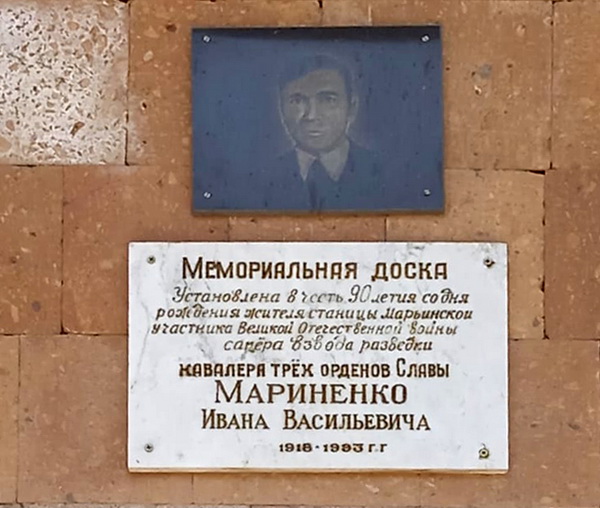 Мемориальная доска
Установлена в честь 90летия со дня
рождения жителя станицы Марьинской
участника Великой Отечественной войны
сапёра взвода разведки
кавалера трёх орденов Славы
Мариненко
Ивана Васильевича
1918-1993 г.г